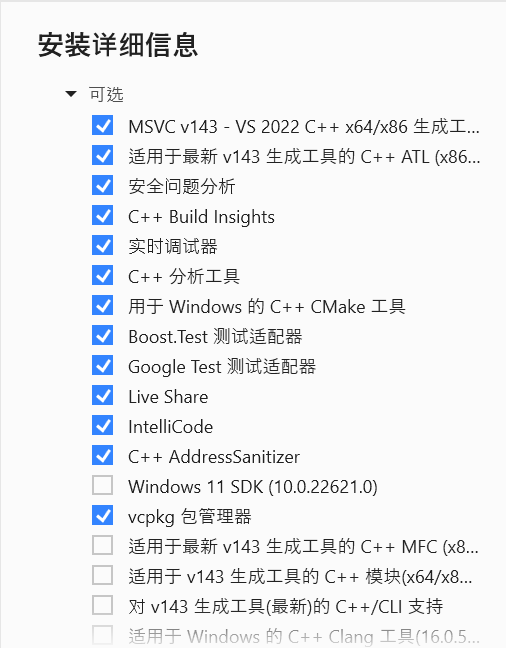 安装详细信息
可选
MSVC v143 - VS 2022 C++ x64/x86 生成工...
适用于最新 v143 生成工具的 C++ ATL (x86...
安全问题分析
C++ Build Insights
实时调试器
C++ 分析工具
用于 Windows 的 C++ CMake 工具
Boost.Test 测试适配器
Google Test 测试适配器
Live Share
IntelliCode
C++ AddressSanitizer
Windows 11 SDK (10.0.22621.0)
vcpkg 包管理器
适用于最新 v143 生成工具的 C++ MFC (x8...
适用于 v143 生成工具的 C++ 模块(x64/x8...
对 v143 生成工具(最新)的 C++/CLI 支持
适用于 Windows 的 C++ Clang 工具(16.0.5...